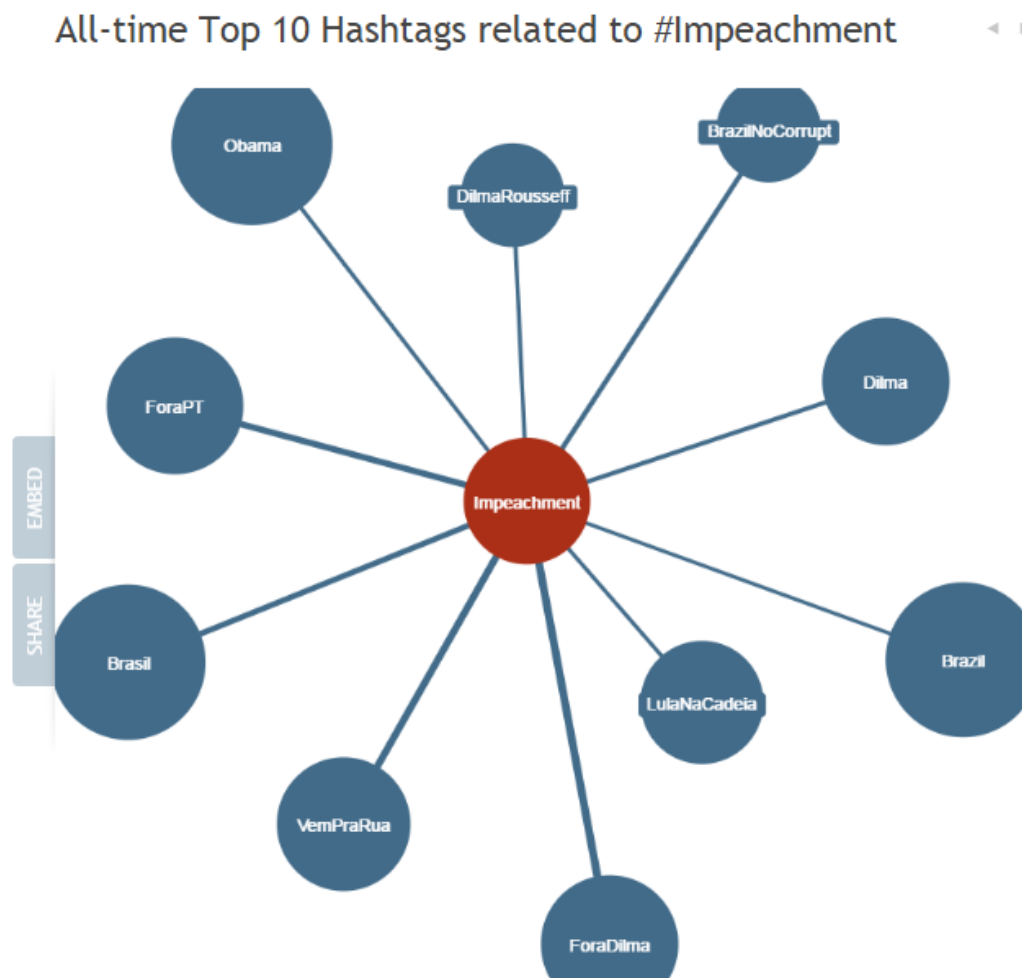 All-time Top 10 Hashtags related to #Impeachment
BrazilNoCorrupt
Obama
DilmaRousseff
Dilma
ForaPT
EMBED
Impeachment
SHARE
Brasil
Brazil
LulaNaCadeia
VemPraRua
ForaDilma